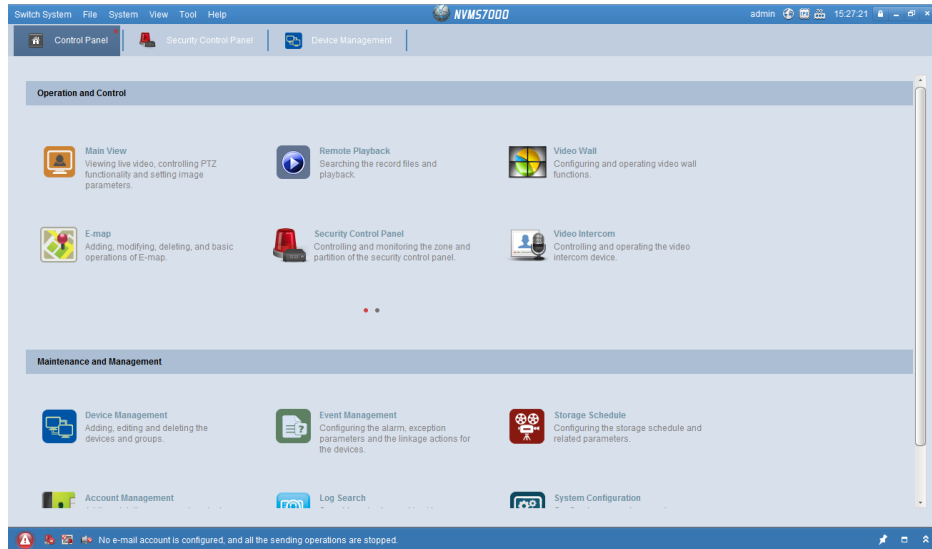 Switch System File System View Tool Help
NVMS7000
admin 15:27:21
Control Panel
Security Control Panel
Device Management
Operation and Control
Main View
Viewing live video, controlling PTZ
functionality and setting image
parameters.
Remote Playback
Searching the record files and
playback.
Video Wall
Configuring and operating video wall
functions.
E-map
Adding, modifying, deleting, and basic
operations of E-map.
Security Control Panel
Controlling and monitoring the zone and
partition of the security control panel.
Video Intercom
Controlling and operating the video
intercom device.
Maintenance and Management
Device Management
Adding, editing and deleting the
devices and groups.
Event Management
Configuring the alarm, exception
parameters and the linkage actions for
the devices.
Storage Schedule
Configuring the storage schedule and
related parameters.
Account Management
Log Search
System Configuration
No e-mail account is configured, and all the sending operations are stopped.